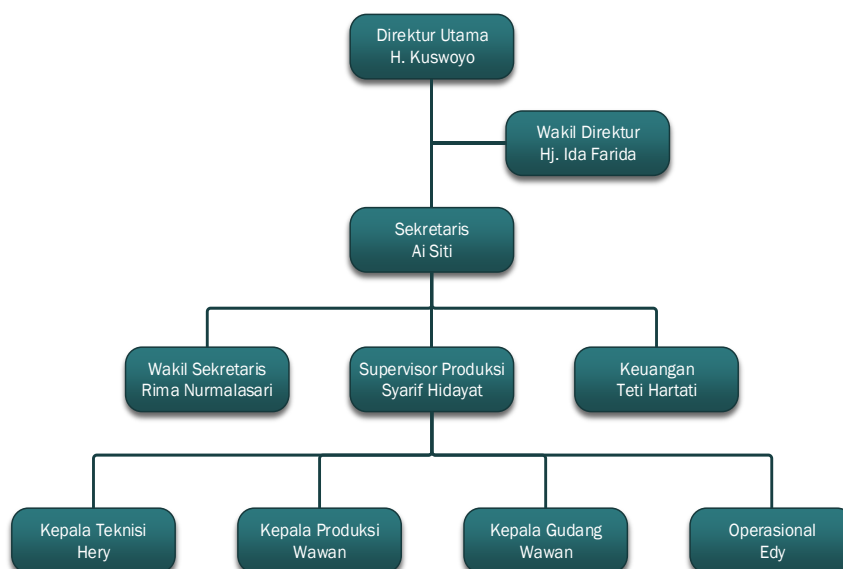 Direktur Utama
H. Kuswoyo
Wakil Direktur
Hj. Ida Farida
Sekretaris
Ai Siti
Wakil Sekretaris
Rima Nurmalasari
Supervisor Produksi
Syarif Hidayat
Keuangan
Teti Hartati
Kepala Teknisi
Hery
Kepala Produksi
Wawan
Kepala Gudang
Wawan
Operasional
Edy